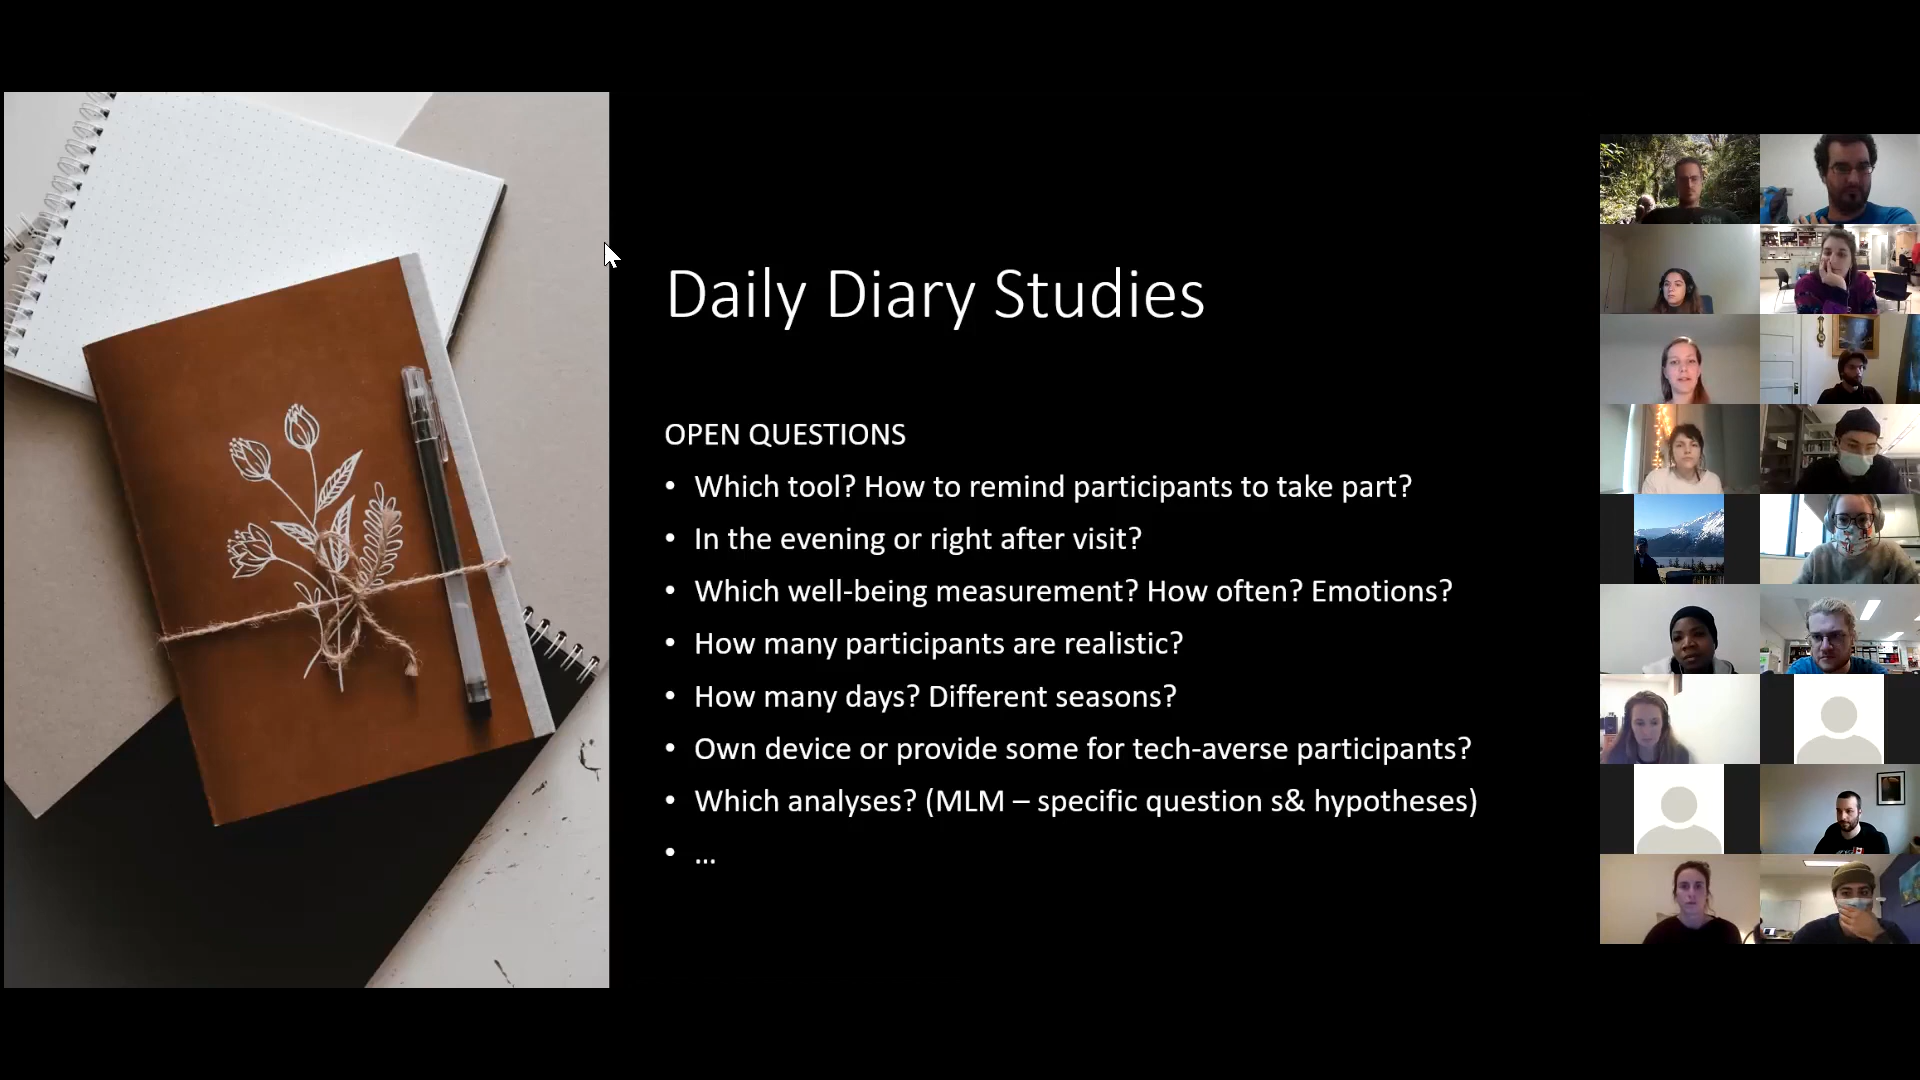 Daily Diary Studies
OPEN QUESTIONS
• Which tool? How to remind participants to take part?
• In the evening or right after visit?
• Which well-being measurement? How often? Emotions?
• How many participants are realistic?
• How many days? Different seasons?
• Own device or provide some for tech-averse participants?
• Which analyses? (MLM – specific question s& hypotheses)
• ...